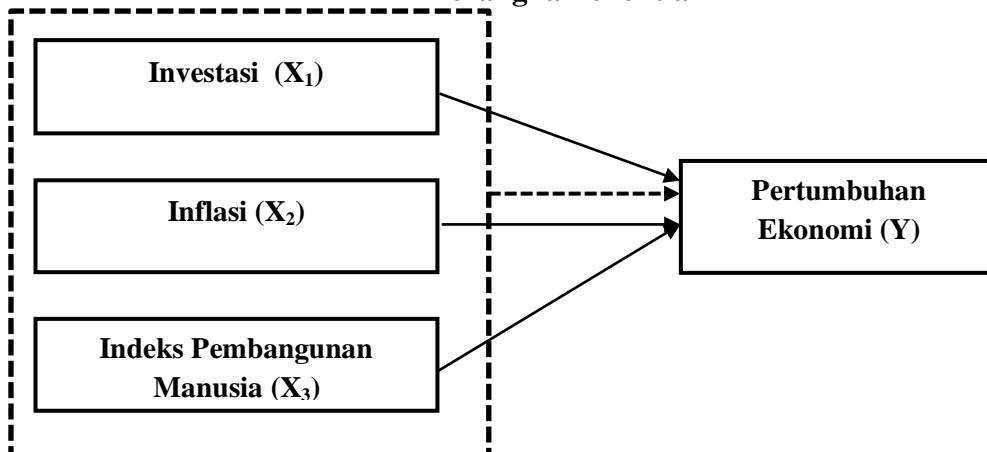 Investasi (X₁)
Inflasi (X₂)
Indeks Pembangunan
Manusia (X₃)
Pertumbuhan
Ekonomi (Y)